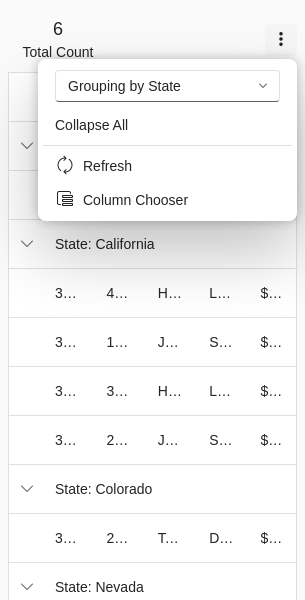 6
Total Count
Grouping by State
Collapse All
Refresh
Column Chooser
State: California
3... 4... H... L... $...
3... 1... J... S... $...
3... 3... H... L... $...
3... 2... J... S... $...
State: Colorado
3... 2... T... D... $...
State: Nevada